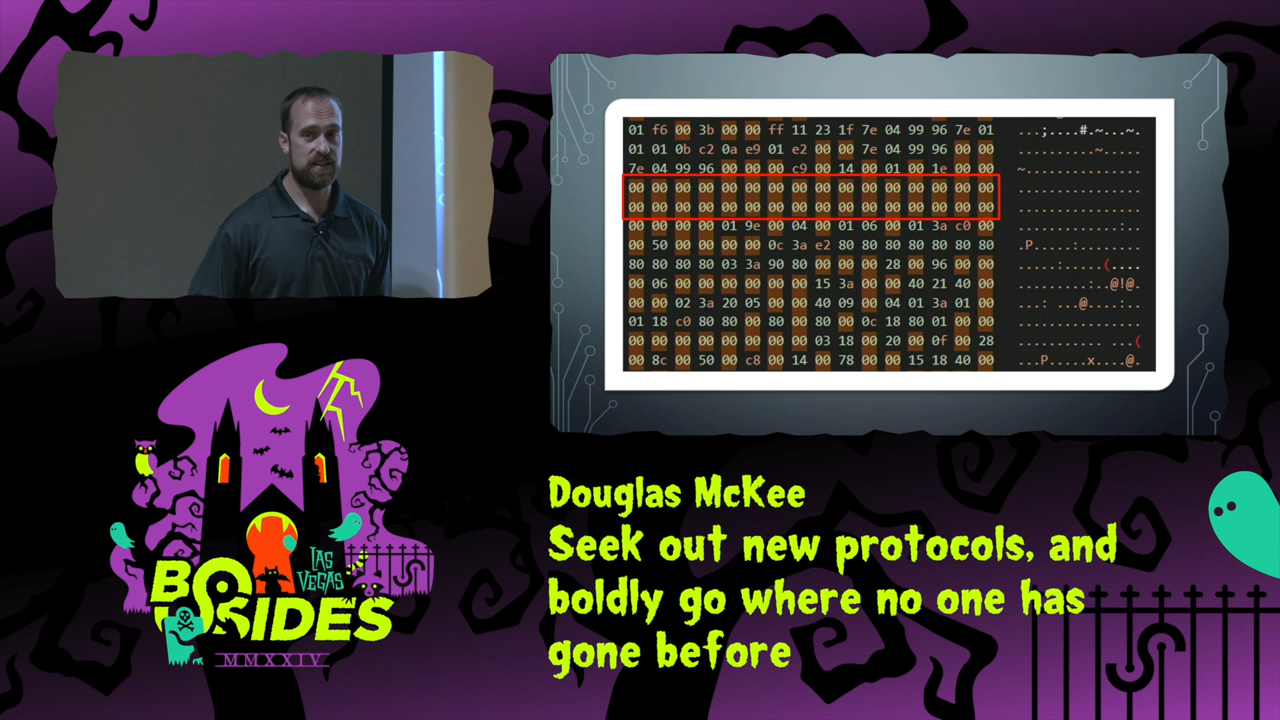 01 f6 00 3b 00 00 ff 11 23 1f 7e 04 99 96 7e 01 ...;....#.~...~.
01 01 0b c2 0a e9 01 e2 00 00 7e 04 99 96 00 00 ..........~.....
7e 04 99 96 00 00 00 c9 00 14 00 01 00 1e 00 00 ~...............
00 00 00 00 00 00 00 00 00 00 00 00 00 00 00 00 ................
00 00 00 00 00 00 00 00 00 00 00 00 00 00 00 00 ................
00 00 00 00 01 9e 00 04 00 01 06 00 01 3a c0 00 .............:..
00 50 00 00 00 00 0c 3a e2 80 80 80 80 80 80 80 .P.....:........
80 80 80 80 03 3a 90 80 00 00 00 28 00 96 00 00 .....:.....(....
00 06 00 00 00 00 00 00 15 3a 00 00 40 21 40 00 .........:..@!@.
00 00 02 3a 20 05 00 00 40 09 00 04 01 3a 01 00 ...: ...@....:..
01 18 c0 80 80 00 80 00 80 00 0c 18 80 01 00 00 ................
00 00 00 00 00 00 00 00 03 18 00 20 00 0f 00 28 ........... ...(
00 8c 00 50 00 c8 00 14 00 78 00 00 15 18 40 00 ...P.....x....@.
BSIDES
LAS
VEGAS
MMXXIV
Douglas McKee
Seek out new protocols, and
boldly go where no one has
gone before